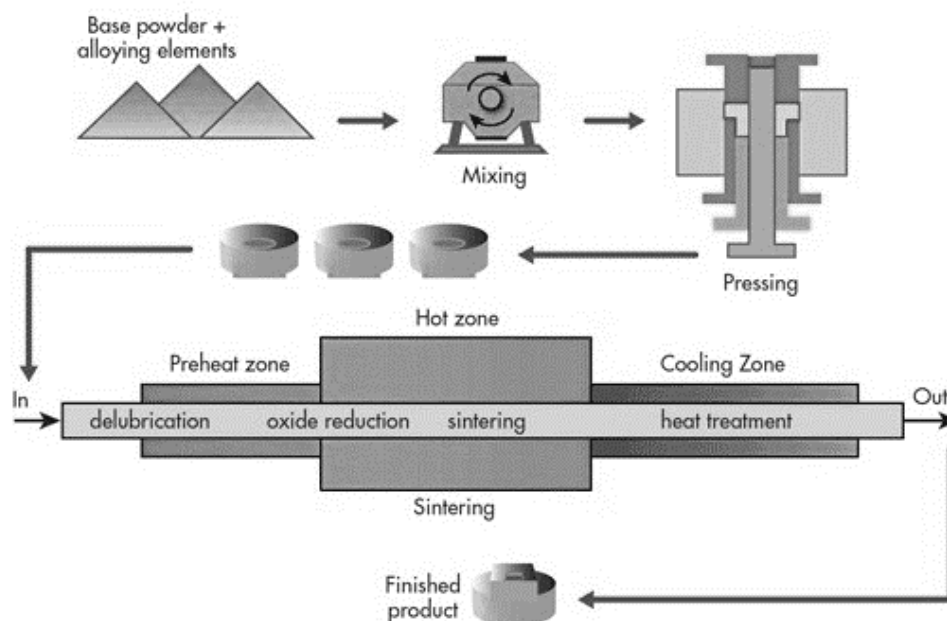 Base powder +
alloying elements
Mixing
Pressing
Hot zone
Preheat zone
Cooling Zone
In
Out
delubrication
oxide reduction
sintering
heat treatment
Sintering
Finished
product